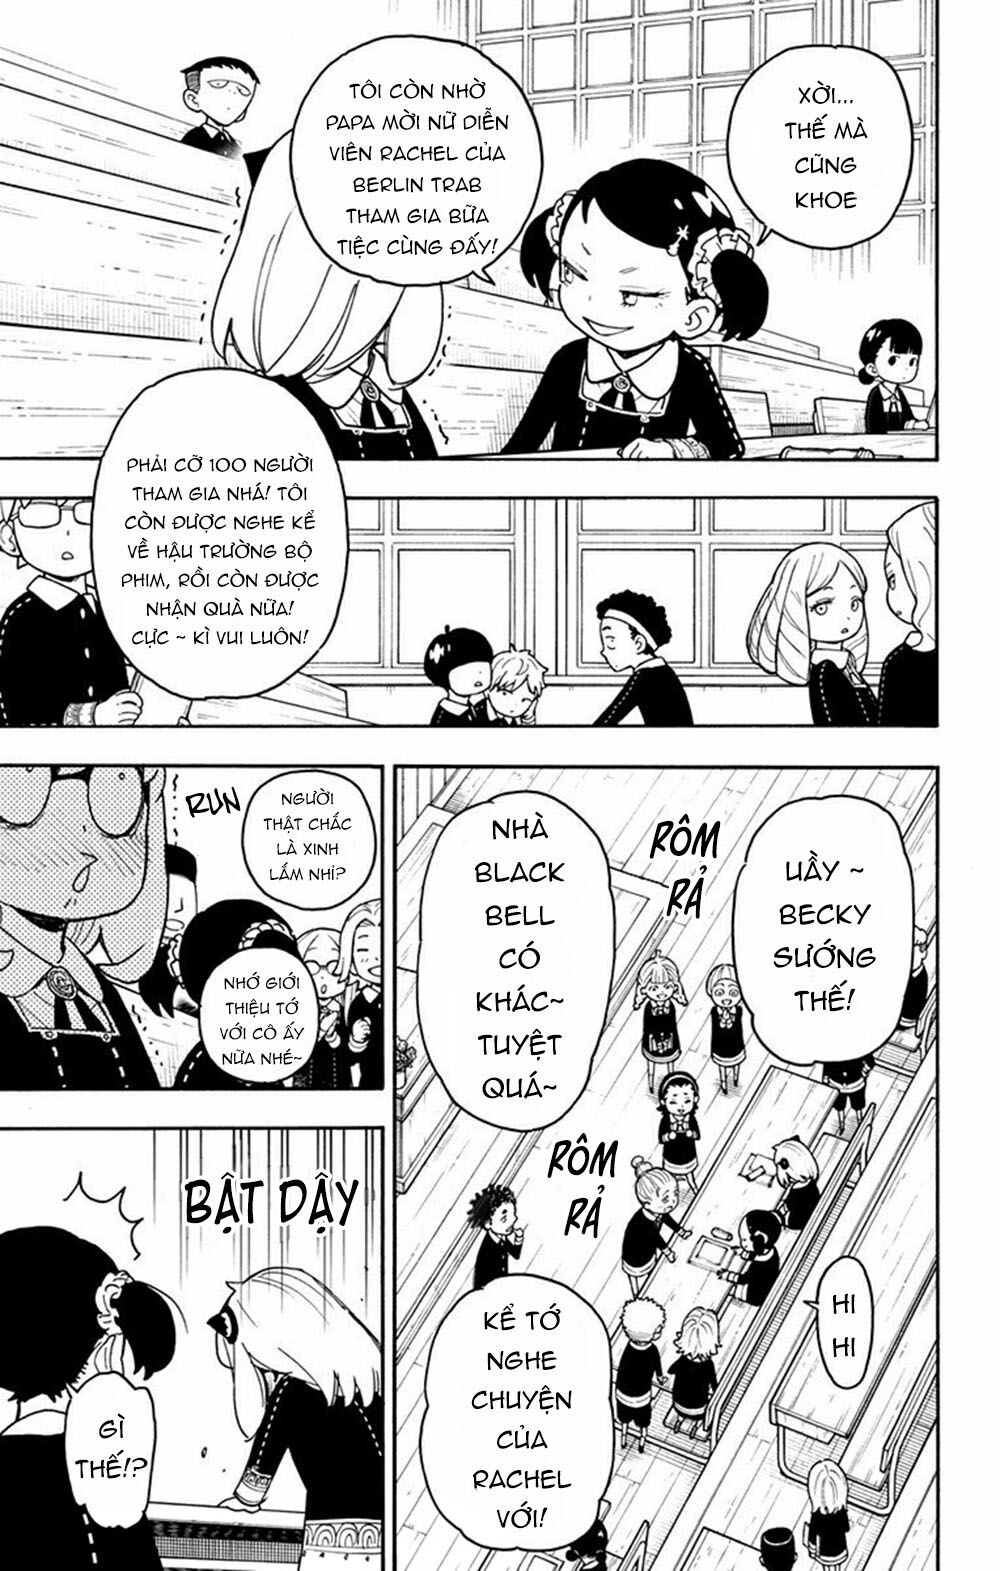 XỜI...
THẾ MÀ
CŨNG
KHOE
TÔI CÒN NHỜ
PAPA MỜI NỮ DIỄN
VIÊN RACHEL CỦA
BERLIN TRAB
THAM GIA BỮA
TIỆC CÙNG ĐẤY!
PHẢI CỠ 100 NGƯỜI
THAM GIA NHÁ! TÔI
CÒN ĐƯỢC NGHE KỂ
VỀ HẬU TRƯỜNG BỘ
PHIM, RỒI CÒN ĐƯỢC
NHẬN QUÀ NỮA!
CỰC ~ KÌ VUI LUÔN!
UẦY ~
BECKY
SƯỚNG
THẾ!
RÔM
RẢ
NHÀ
BLACK
BELL
CÓ
KHÁC~
TUYỆT
QUÁ~
RÔM
RẢ
HI
HI
KỂ TỚ
NGHE
CHUYỆN
CỦA
RACHEL
VỚI!
NGƯỜI
THẬT CHẮC
LÀ XINH
LẮM NHỈ?
RUN
NHỚ GIỚI
THIỆU TỚ
VỚI CÔ ẤY
NỮA NHÉ~
BẬT DẬY
GÌ
THẾ!?